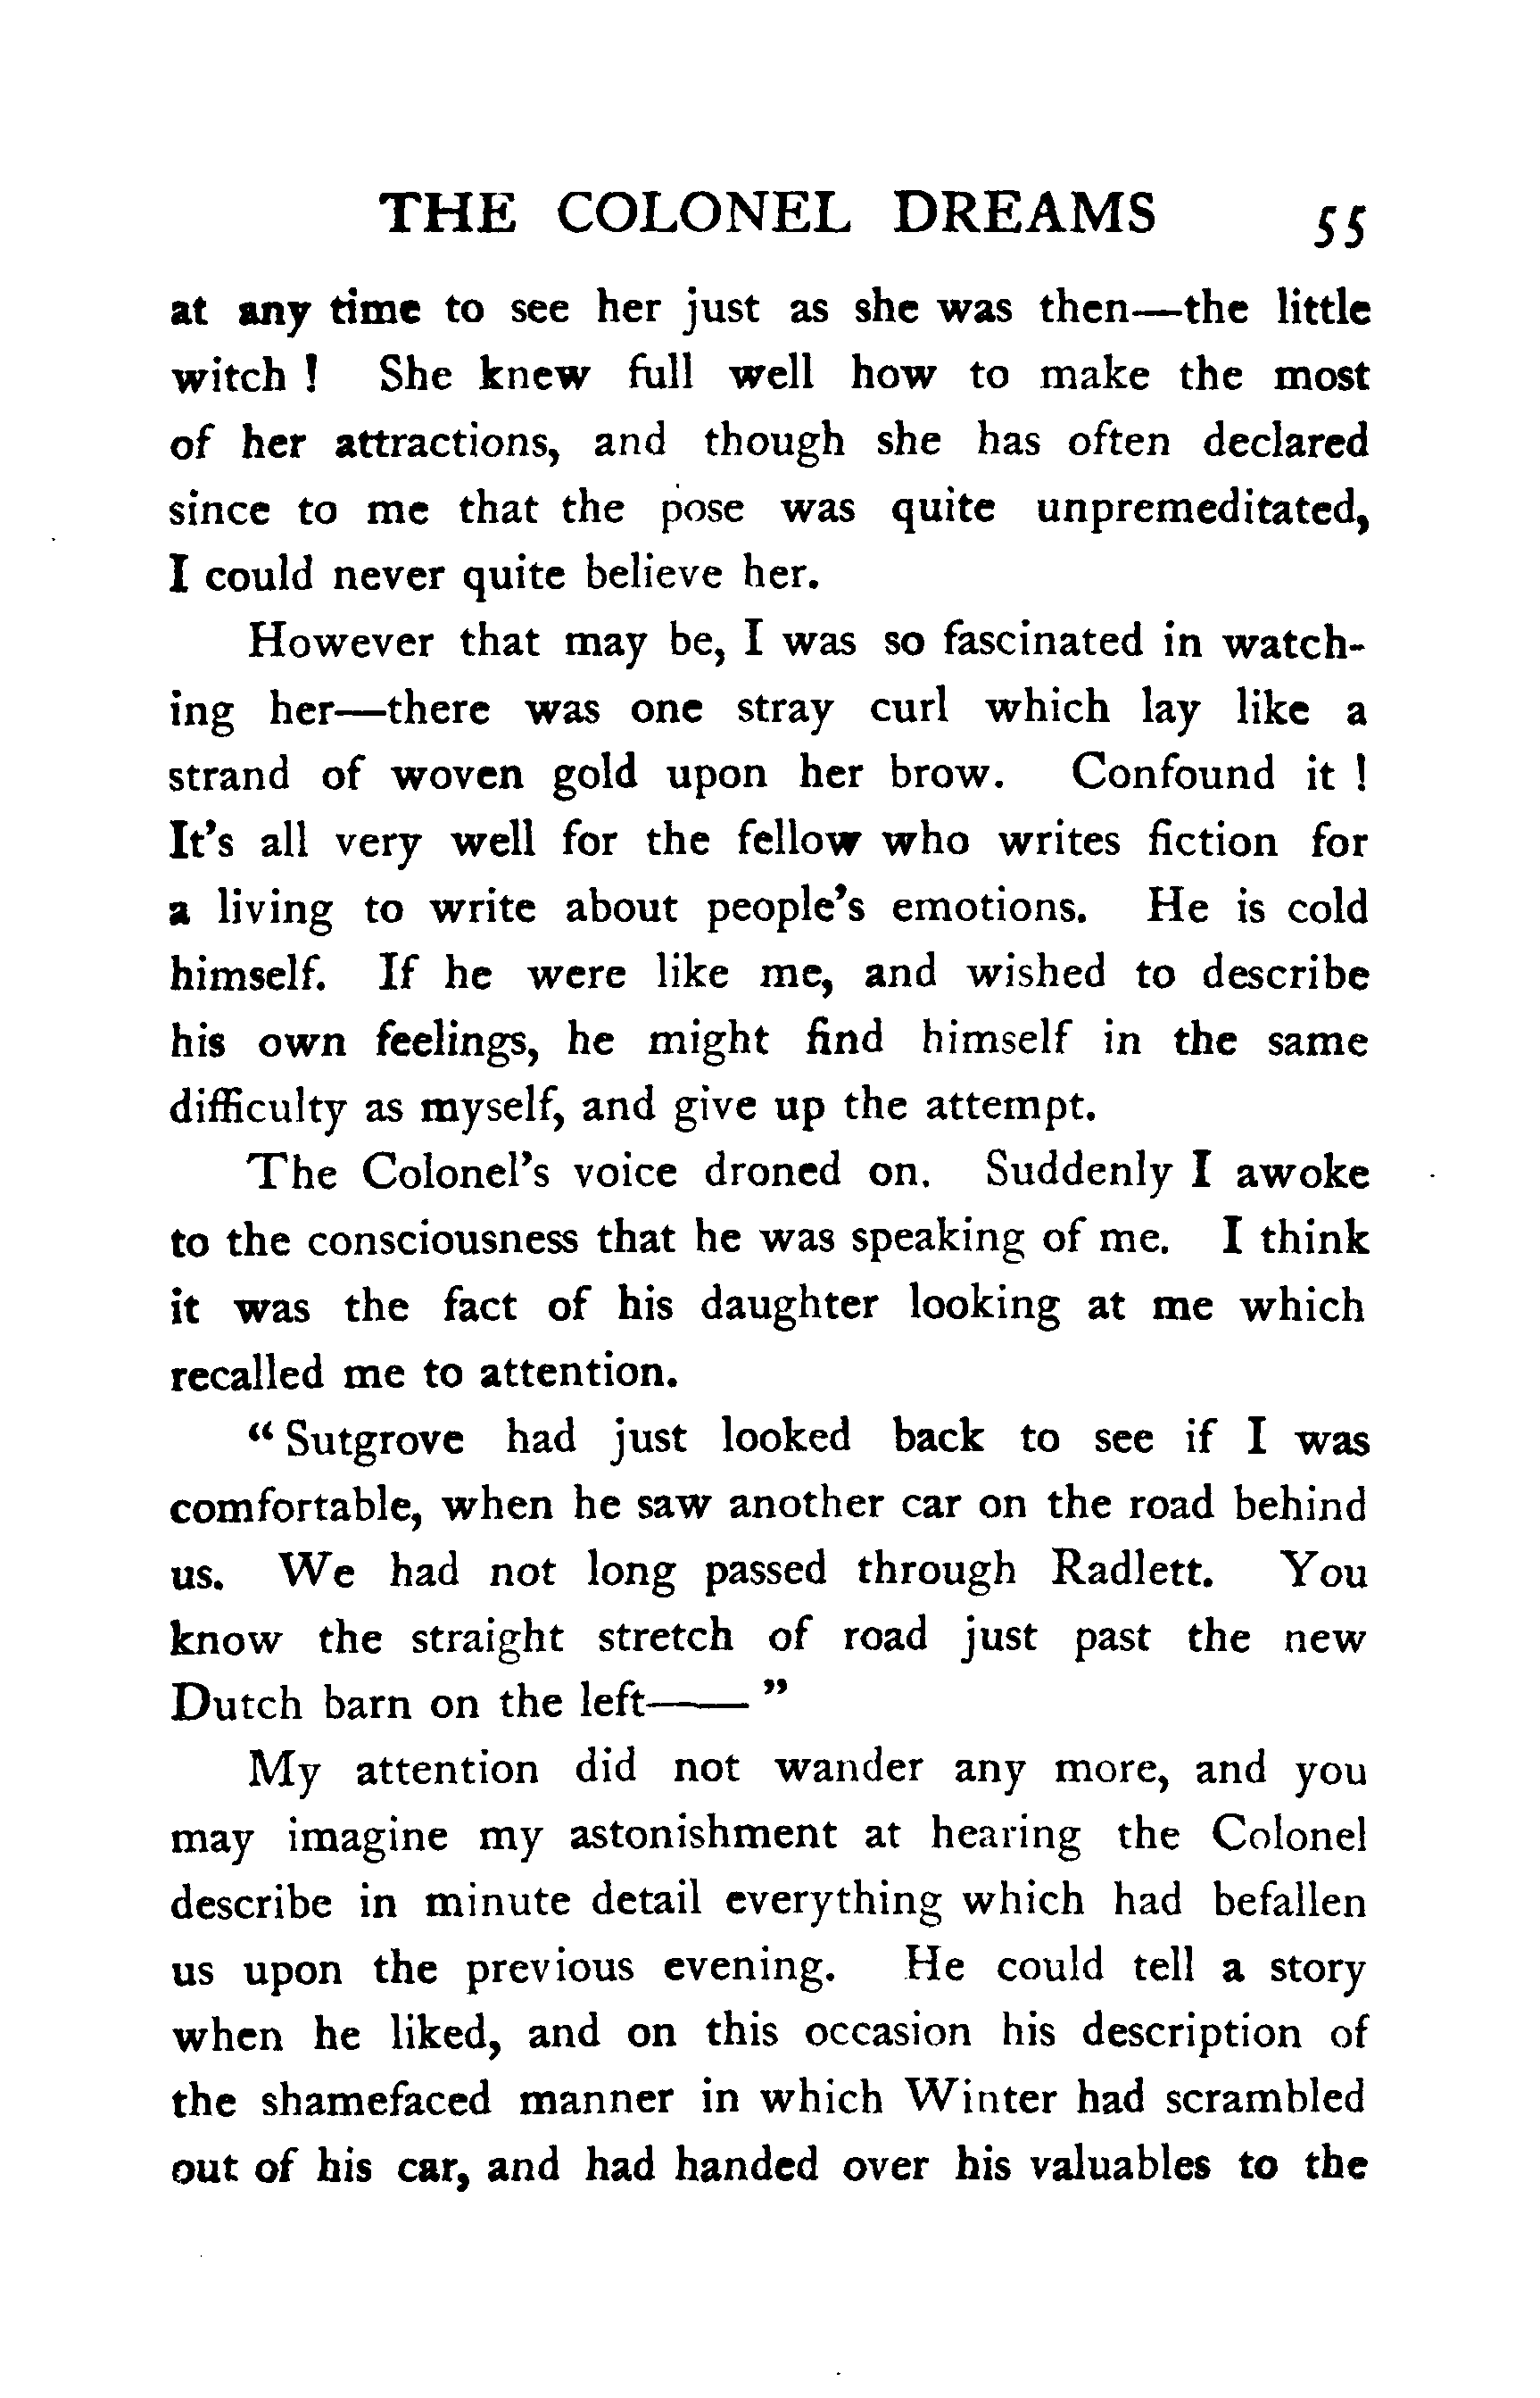 THE COLONEL DREAMS 55
at any time to see her just as she was then—the little
witch ! She knew full well how to make the most
of her attractions, and though she has often declared
since to me that the pose was quite unpremeditated,
I could never quite believe her.
However that may be, I was so fascinated in watch-
ing her—there was one stray curl which lay like a
strand of woven gold upon her brow. Confound it !
It's all very well for the fellow who writes fiction for
a living to write about people's emotions. He is cold
himself. If he were like me, and wished to describe
his own feelings, he might find himself in the same
difficulty as myself, and give up the attempt.
The Colonel's voice droned on. Suddenly I awoke
to the consciousness that he was speaking of me. I think
it was the fact of his daughter looking at me which
recalled me to attention.
“ Sutgrove had just looked back to see if I was
comfortable, when he saw another car on the road behind
us. We had not long passed through Radlett. You
know the straight stretch of road just past the new
Dutch barn on the left—— ”
My attention did not wander any more, and you
may imagine my astonishment at hearing the Colonel
describe in minute detail everything which had befallen
us upon the previous evening. He could tell a story
when he liked, and on this occasion his description of
the shamefaced manner in which Winter had scrambled
out of his car, and had handed over his valuables to the